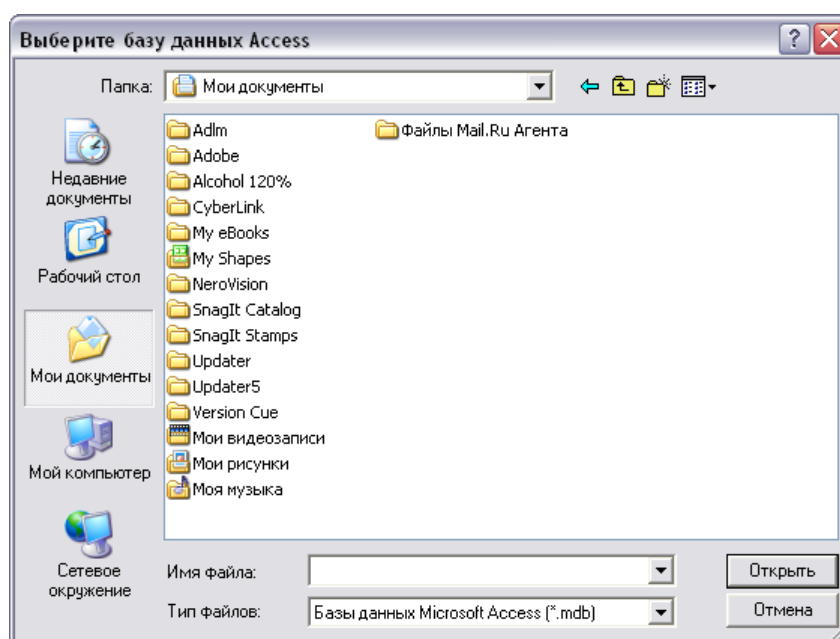 Выберите базу данных Access
Папка:
Мои документы
Недавние
документы
Рабочий стол
Мои документы
Мой компьютер
Сетевое
окружение
Adlm
Adobe
Alcohol 120%
CyberLink
My eBooks
My Shapes
NeroVision
SnagIt Catalog
SnagIt Stamps
Updater
Updater5
Version Cue
Мои видеозаписи
Мои рисунки
Моя музыка
Файлы Mail.Ru Агента
Имя файла:
Открыть
Тип файлов:
Базы данных Microsoft Access (*.mdb)
Отмена